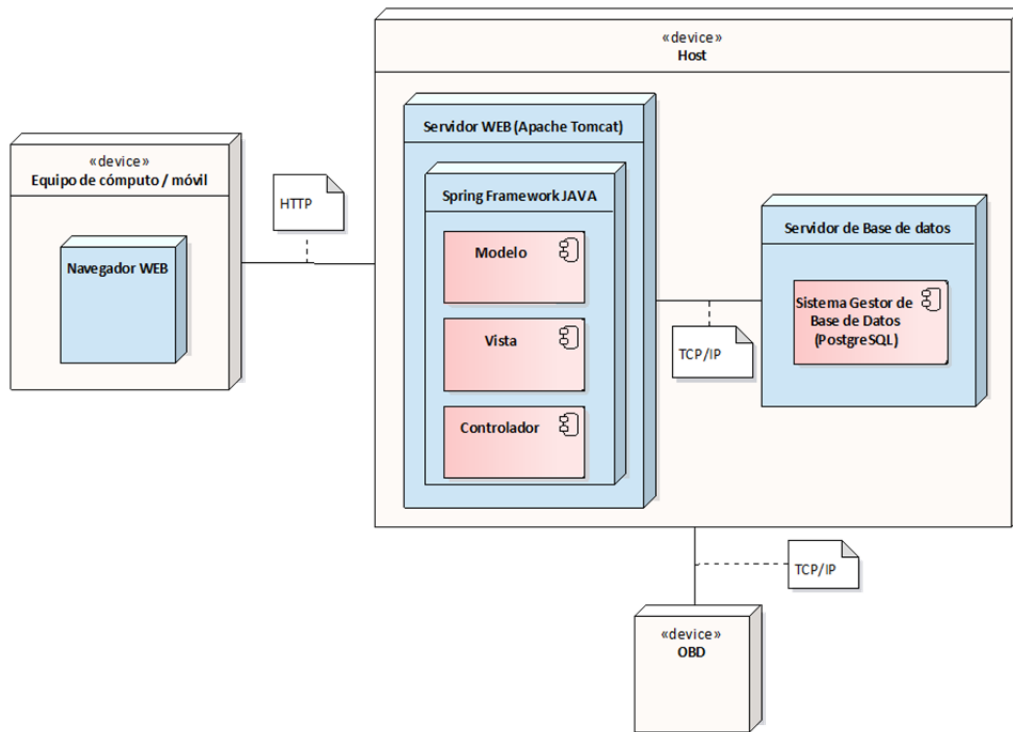 «device»
Host
Servidor WEB (Apache Tomcat)
«device»
Equipo de cómputo / móvil
HTTP
Spring Framework JAVA
Servidor de Base de datos
Modelo
Navegador WEB
Sistema Gestor de
Base de Datos
(PostgreSQL)
Vista
TCP/IP
Controlador
TCP/IP
«device»
OBD